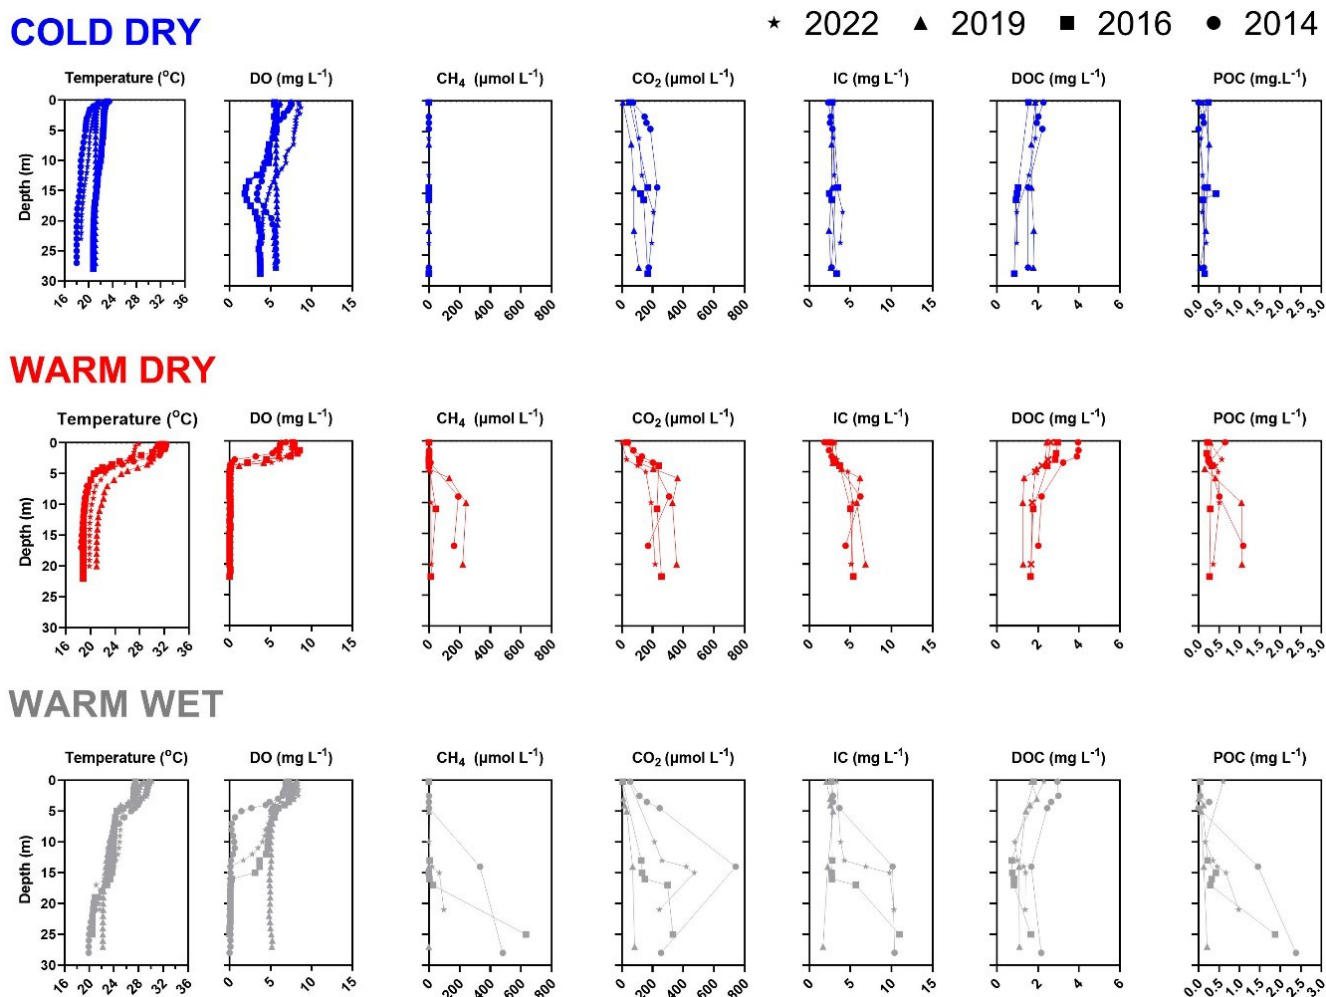 ★ 2022 ▲ 2019 ■ 2016 ● 2014
COLD DRY
Temperature (°C) DO (mg L⁻¹) CH₄ (µmol L⁻¹) CO₂ (µmol L⁻¹) IC (mg L⁻¹) DOC (mg L⁻¹) POC (mg.L⁻¹)
Depth (m)
0
5
10
15
20
25
30
16 20 24 28 32 36 0 5 10 15 0 200 400 600 800 0 200 400 600 800 0 5 10 15 0 2 4 6 0.0 0.5 1.0 1.5 2.0 2.5 3.0
WARM DRY
Temperature (°C) DO (mg L⁻¹) CH₄ (µmol L⁻¹) CO₂ (µmol L⁻¹) IC (mg L⁻¹) DOC (mg L⁻¹) POC (mg L⁻¹)
Depth (m)
0
5
10
15
20
25
30
16 20 24 28 32 36 0 5 10 15 0 200 400 600 800 0 200 400 600 800 0 5 10 15 0 2 4 6 0.0 0.5 1.0 1.5 2.0 2.5 3.0
WARM WET
Temperature (°C) DO (mg L⁻¹) CH₄ (µmol L⁻¹) CO₂ (µmol L⁻¹) IC (mg L⁻¹) DOC (mg L⁻¹) POC (mg L⁻¹)
Depth (m)
0
5
10
15
20
25
30
16 20 24 28 32 36 0 5 10 15 0 200 400 600 800 0 200 400 600 800 0 5 10 15 0 2 4 6 0.0 0.5 1.0 1.5 2.0 2.5 3.0